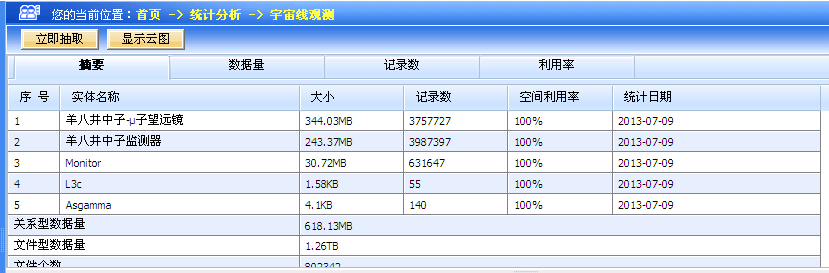 您的当前位置：首页 -> 统计分析 -> 宇宙线观测
立即抽取 显示云图
摘要 数据量 记录数 利用率
序 号 实体名称 大小 记录数 空间利用率 统计日期
1 羊八井中子-μ子望远镜 344.03MB 3757727 100% 2013-07-09
2 羊八井中子监测器 243.37MB 3987397 100% 2013-07-09
3 Monitor 30.72MB 631647 100% 2013-07-09
4 L3c 1.58KB 55 100% 2013-07-09
5 Asgamma 4.1KB 140 100% 2013-07-09
关系型数据量 618.13MB
文件型数据量 1.26TB
文件个数